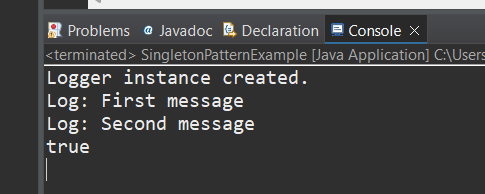 Problems @ Javadoc Declaration Console ×
<terminated> SingletonPatternExample [Java Application] C:\Users
Logger instance created.
Log: First message
Log: Second message
true